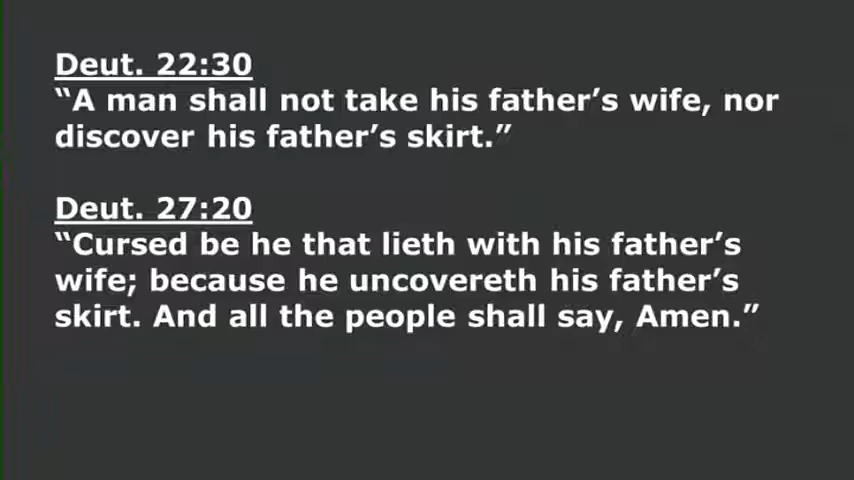 Deut. 22:30
“A man shall not take his father’s wife, nor
discover his father’s skirt.”
Deut. 27:20
“Cursed be he that lieth with his father’s
wife; because he uncovereth his father’s
skirt. And all the people shall say, Amen.”